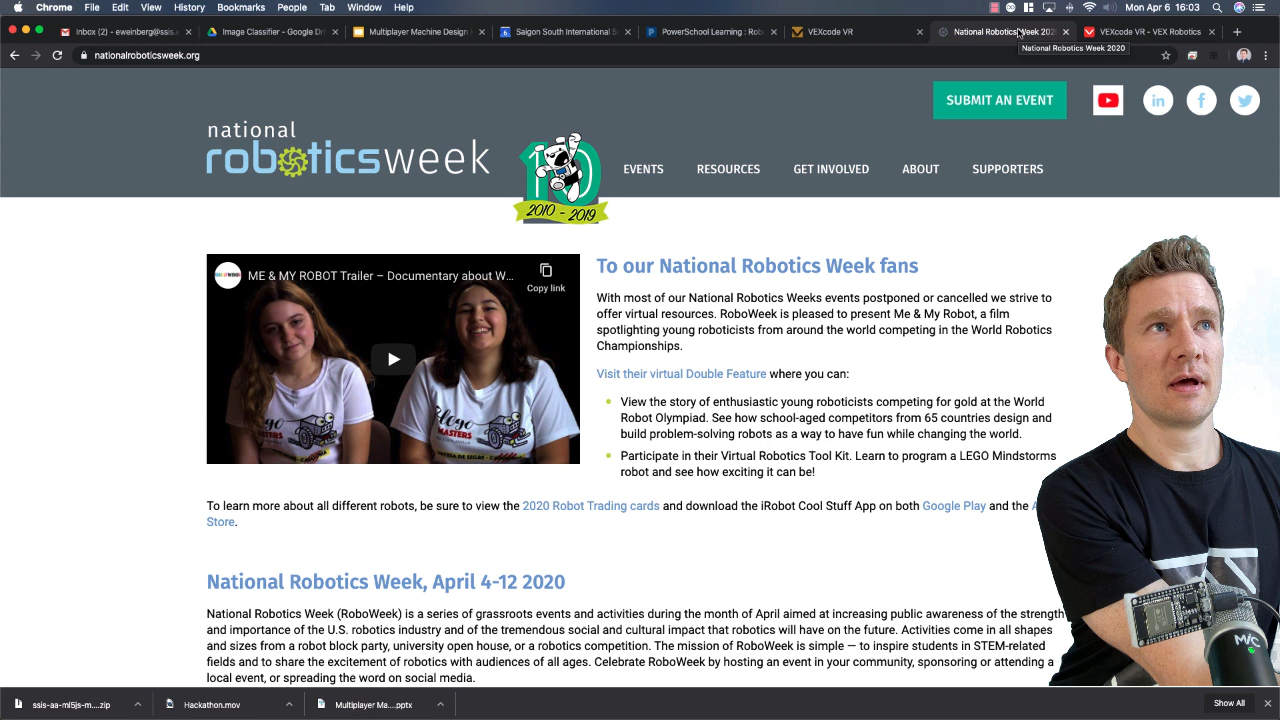 Chrome File Edit View History Bookmarks People Tab Window Help Mon Apr 6 16:03
Inbox (2) - eweinberg@ssis.e
Image Classifier - Google Dri
Multiplayer Machine Design
Saigon South International S
PowerSchool Learning : Rob
VEXcode VR
National Robotics Week 202
VEXcode VR - VEX Robotics
National Robotics Week 2020
nationalroboticsweek.org
SUBMIT AN EVENT
in f
national
roboticsweek
10
2010 - 2019
EVENTS RESOURCES GET INVOLVED ABOUT SUPPORTERS
ME & MY ROBOT Trailer – Documentary about W...
Copy link
MASTERS
To our National Robotics Week fans
With most of our National Robotics Weeks events postponed or cancelled we strive to
offer virtual resources. RoboWeek is pleased to present Me & My Robot, a film
spotlighting young roboticists from around the world competing in the World Robotics
Championships.
Visit their virtual Double Feature where you can:
View the story of enthusiastic young roboticists competing for gold at the World
Robot Olympiad. See how school-aged competitors from 65 countries design and
build problem-solving robots as a way to have fun while changing the world.
Participate in their Virtual Robotics Tool Kit. Learn to program a LEGO Mindstorms
robot and see how exciting it can be!
To learn more about all different robots, be sure to view the 2020 Robot Trading cards and download the iRobot Cool Stuff App on both Google Play and the
Store.
National Robotics Week, April 4-12 2020
National Robotics Week (RoboWeek) is a series of grassroots events and activities during the month of April aimed at increasing public awareness of the strength
and importance of the U.S. robotics industry and of the tremendous social and cultural impact that robotics will have on the future. Activities come in all shapes
and sizes from a robot block party, university open house, or a robotics competition. The mission of RoboWeek is simple — to inspire students in STEM-related
fields and to share the excitement of robotics with audiences of all ages. Celebrate RoboWeek by hosting an event in your community, sponsoring or attending a
local event, or spreading the word on social media.
MiC
ssis-aa-ml5js-m....zip
Hackathon.mov
Multiplayer Ma....pptx
Show All